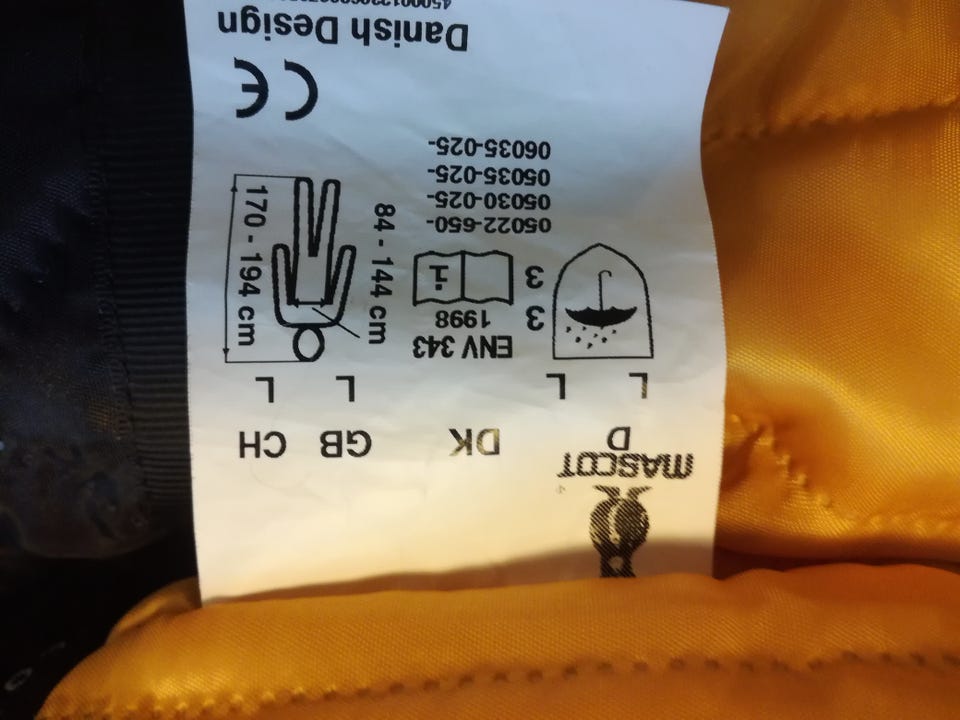 MASCOT
D DK GB CH
L L L L
ENV 343
1998
3
3
i
84 - 144 cm
170 - 194 cm
05022-650-
05030-025-
05035-025-
06035-025-
CE
Danish Design